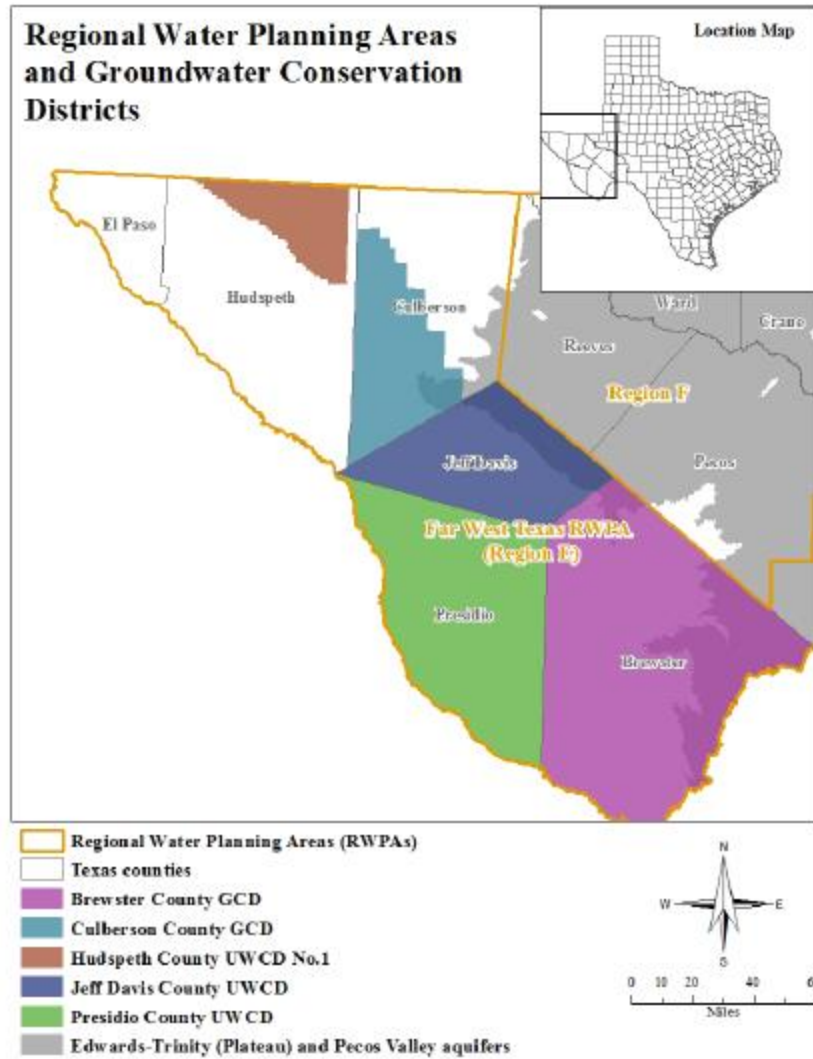 Regional Water Planning Areas
and Groundwater Conservation
Districts
Location Map
El Paso
Hudspeth
Culberson
Ward
Crane
Reeves
Region F
Jeff Davis
Pecos
Far West Texas RWPA
(Region E)
Presidio
Brewster
Regional Water Planning Areas (RWPAs)
Texas counties
Brewster County GCD
Culberson County GCD
Hudspeth County UWCD No.1
Jeff Davis County UWCD
Presidio County UWCD
Edwards-Trinity (Plateau) and Pecos Valley aquifers
N
W
E
S
0 10 20 40
Miles